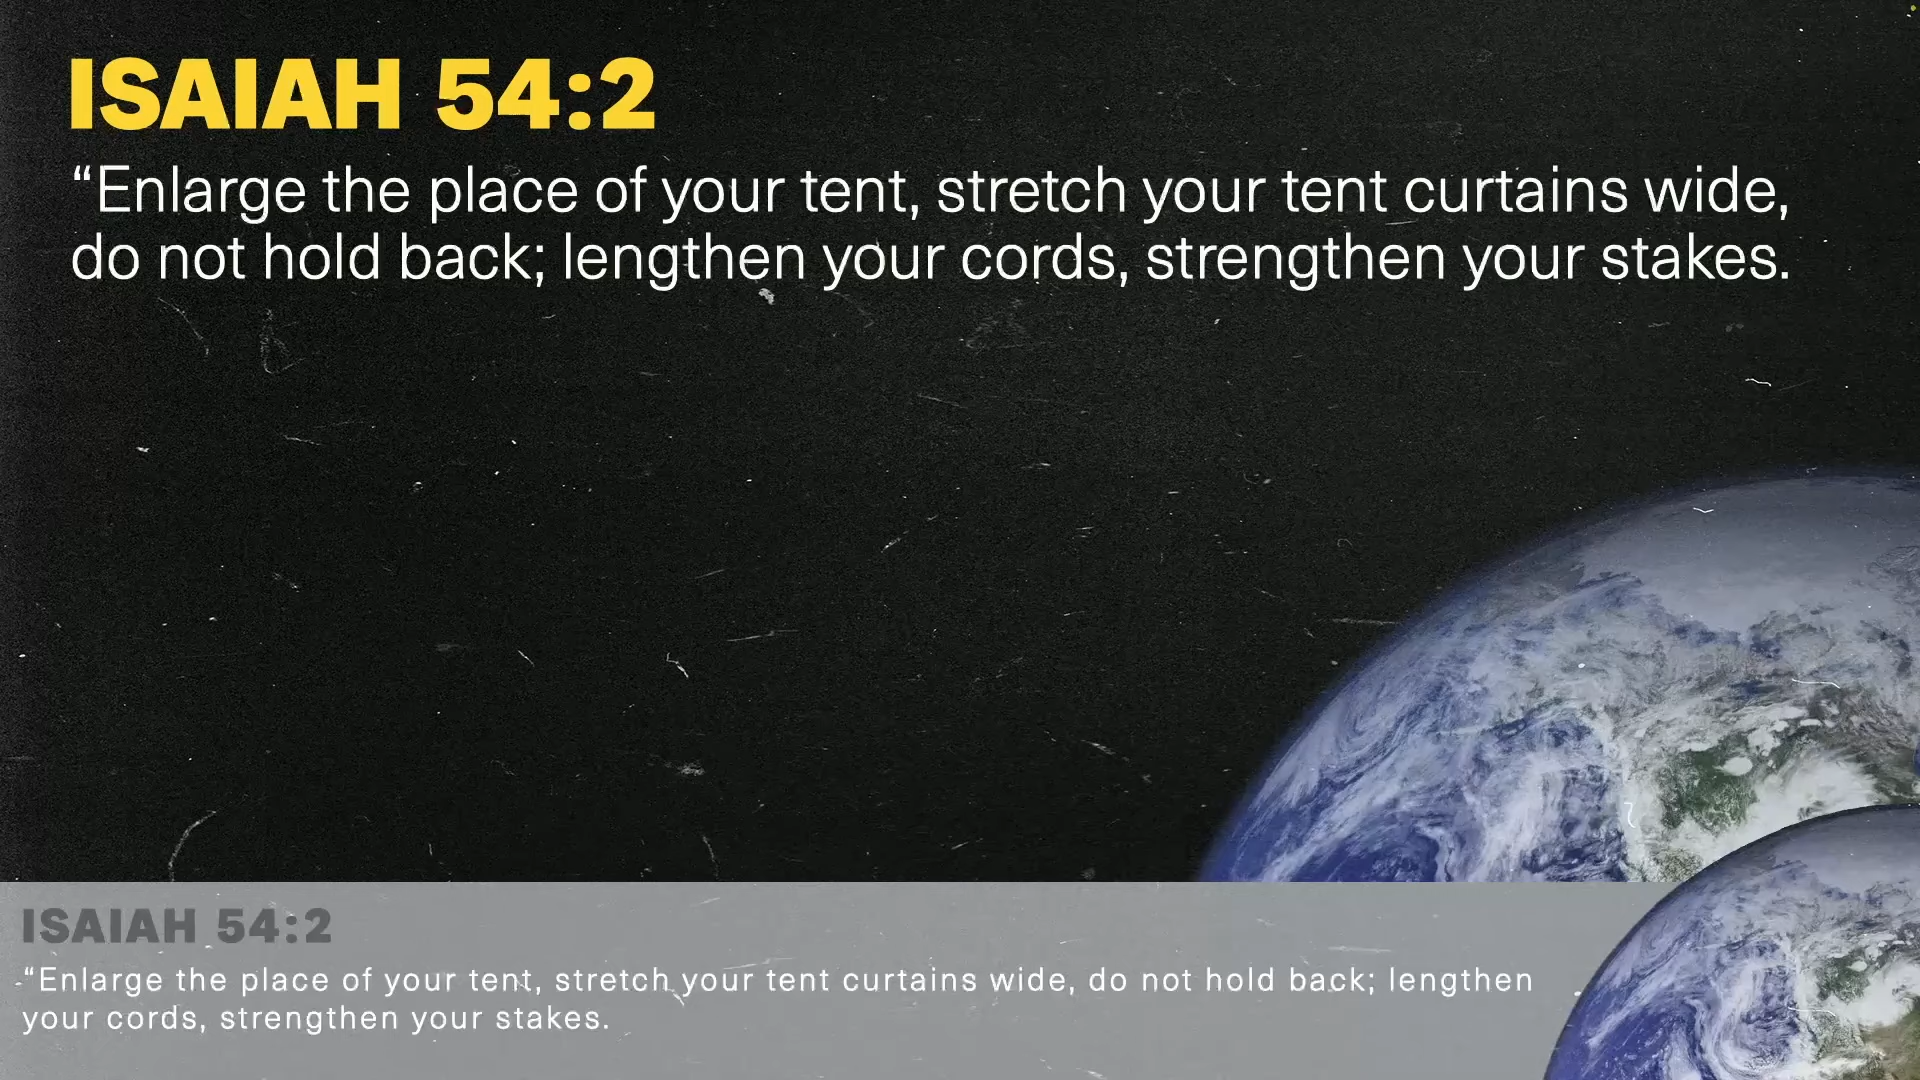 ISAIAH 54:2
“Enlarge the place of your tent, stretch your tent curtains wide,
do not hold back; lengthen your cords, strengthen your stakes.
ISAIAH 54:2
“Enlarge the place of your tent, stretch your tent curtains wide, do not hold back; lengthen
your cords, strengthen your stakes.